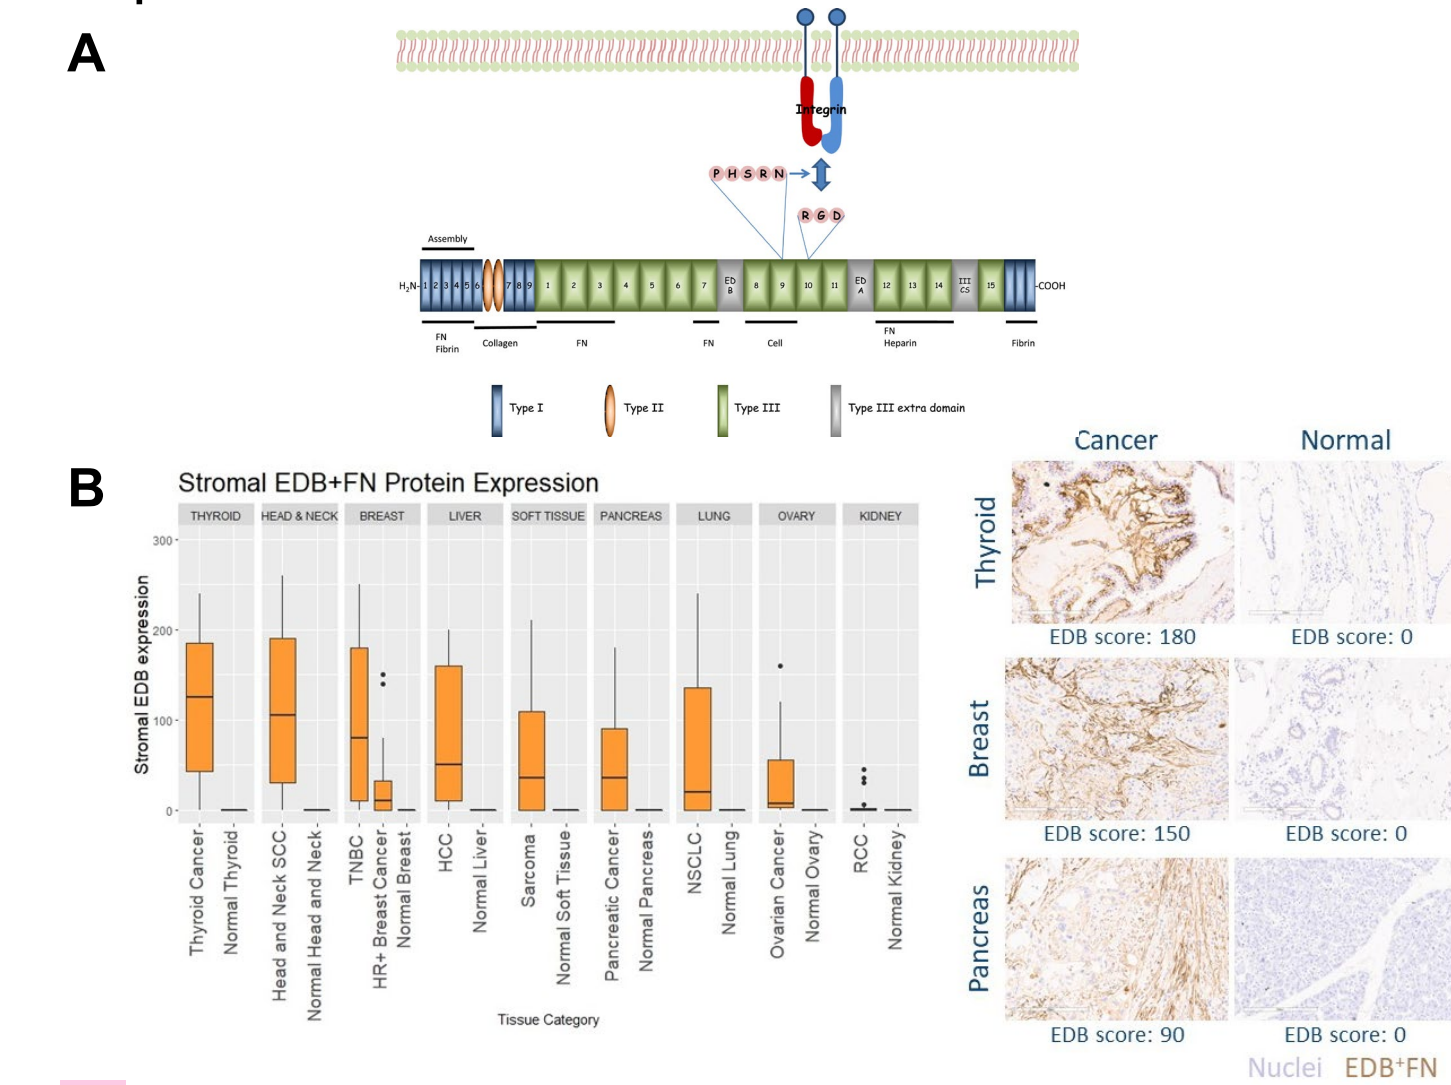 A
Integrin
P H S R N
R G D
Assembly
H₂N- 1 2 3 4 5 6 7 8 9 1 2 3 4 5 6 7 ED B 8 9 10 11 ED A 12 13 14 III CS 15 -COOH
FN
Fibrin
Collagen
FN
FN
Cell
FN
Heparin
Fibrin
Type I
Type II
Type III
Type III extra domain
B
Stromal EDB+FN Protein Expression
THYROID HEAD & NECK BREAST LIVER SOFT TISSUE PANCREAS LUNG OVARY KIDNEY
Stromal EDB expression
300
200
100
0
Thyroid Cancer
Normal Thyroid
Head and Neck SCC
Normal Head and Neck
TNBC
HR+ Breast Cancer
Normal Breast
HCC
Normal Liver
Sarcoma
Normal Soft Tissue
Pancreatic Cancer
Normal Pancreas
NSCLC
Normal Lung
Ovarian Cancer
Normal Ovary
RCC
Normal Kidney
Tissue Category
Cancer Normal
Thyroid
EDB score: 180 EDB score: 0
Breast
EDB score: 150 EDB score: 0
Pancreas
EDB score: 90 EDB score: 0
Nuclei EDB⁺FN